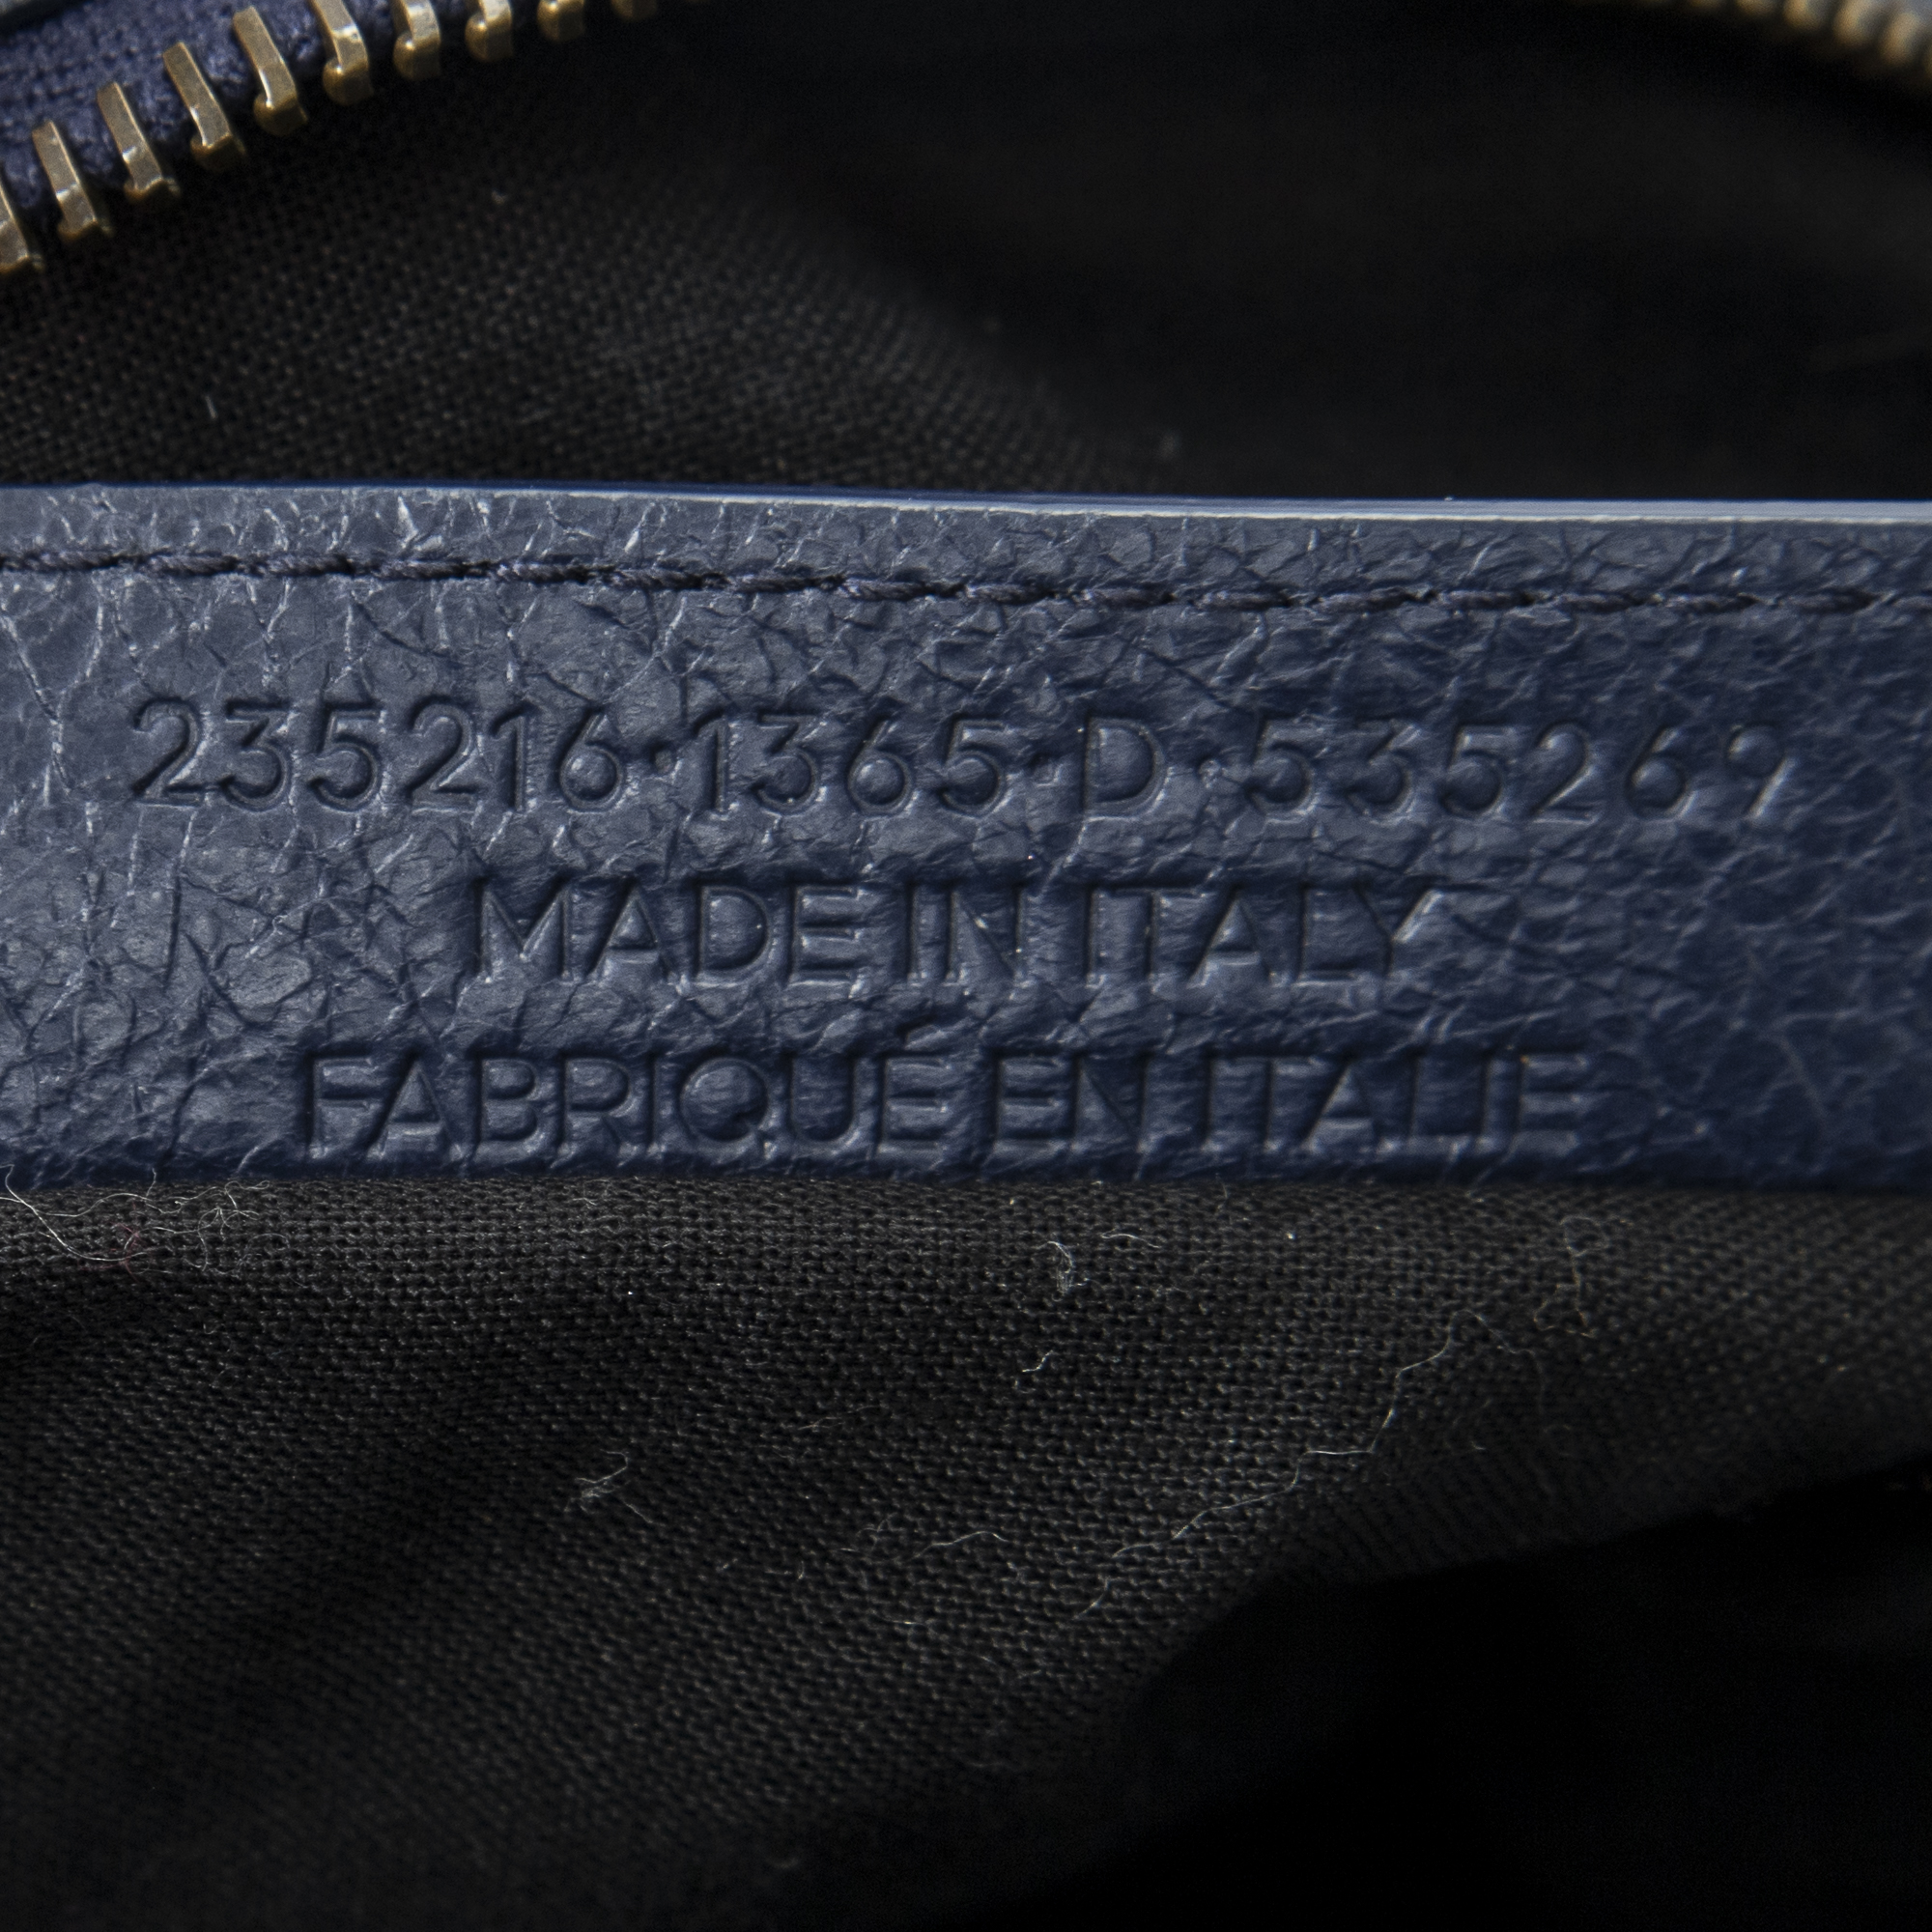 235216·1365·D·535269
MADE IN ITALY
FABRIQUÉ EN ITALIE